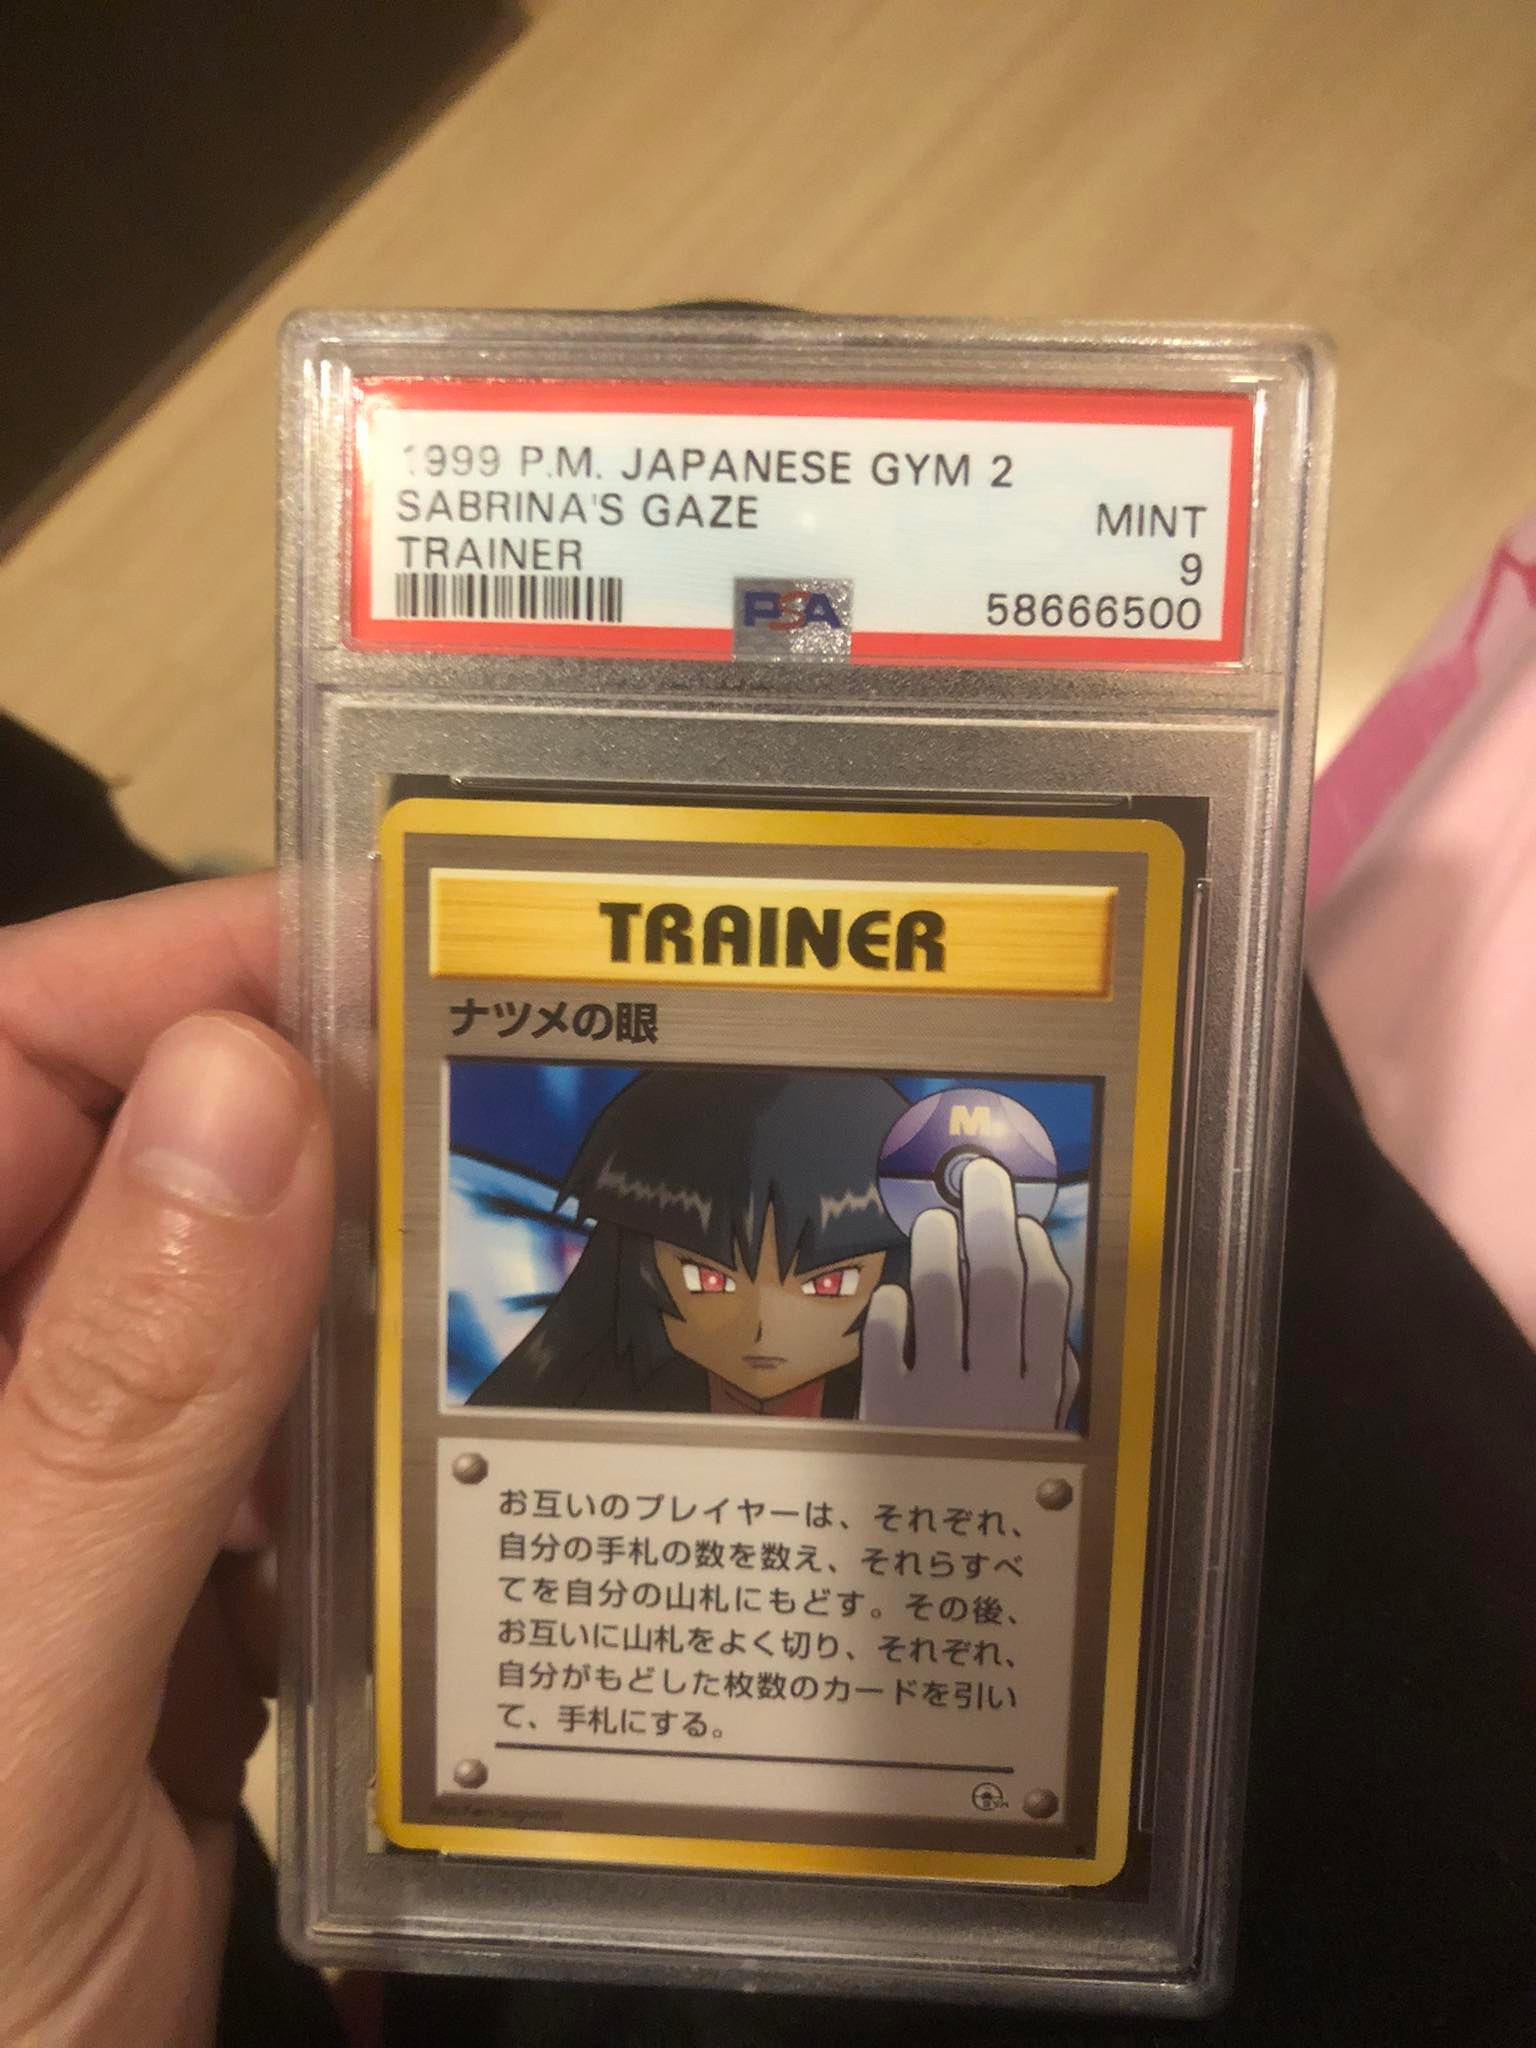 1999 P.M. JAPANESE GYM 2
SABRINA'S GAZE
MINT
TRAINER
9
PSA
58666500
TRAINER
ナツメの眼
M
お互いのプレイヤーは、それぞれ、
自分の手札の数を数え、それらすべ
てを自分の山札にもどす。その後、
お互いに山札をよく切り、それぞれ、
自分がもどした枚数のカードを引い
て、手札にする。